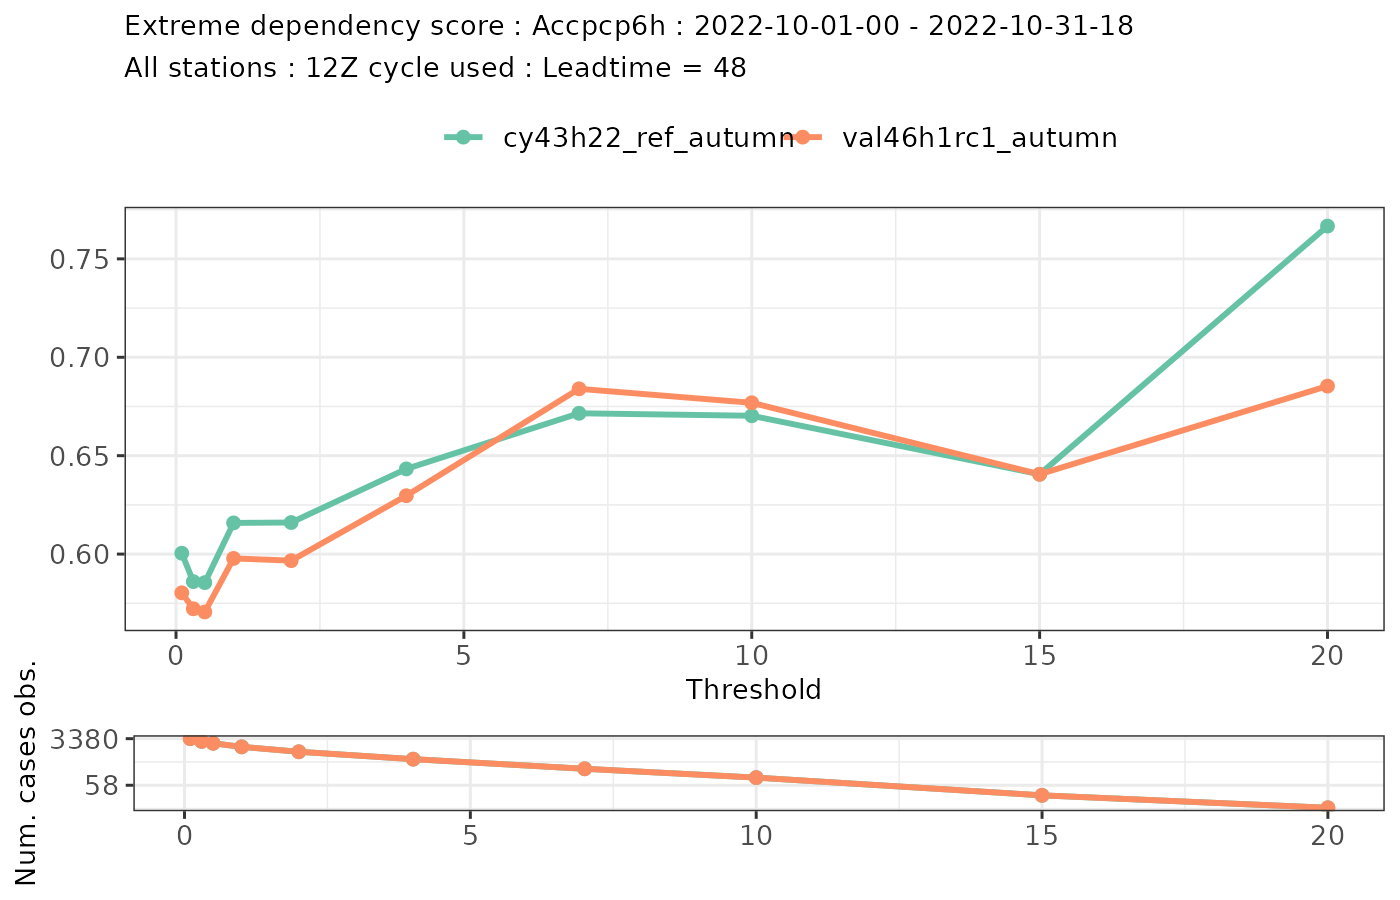 Extreme dependency score : Accpcp6h : 2022-10-01-00 - 2022-10-31-18
All stations : 12Z cycle used : Leadtime = 48
cy43h22_ref_autumn val46h1rc1_autumn
0.75
0.70
0.65
0.60
0 5 10 15 20
Threshold
Num. cases obs.
3380
58
0 5 10 15 20